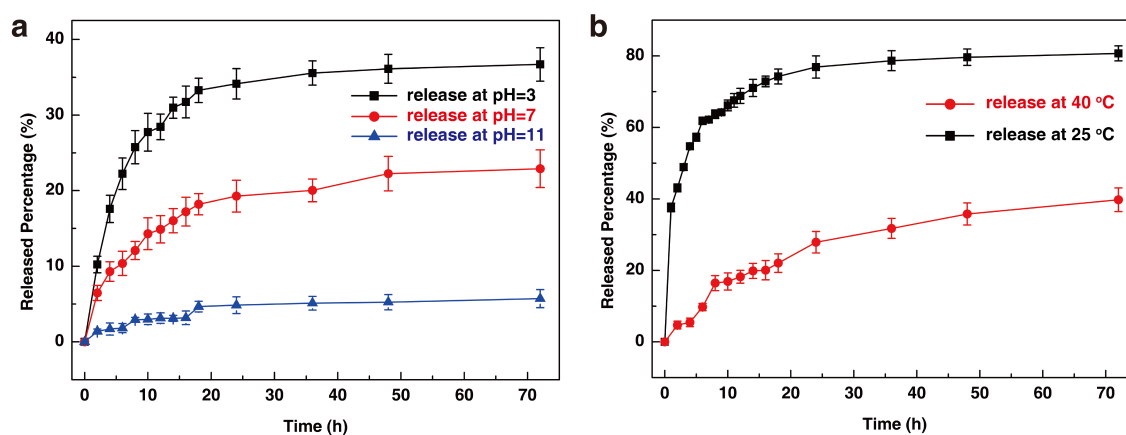 a
Released Percentage (%)
40
30
20
10
0
release at pH=3
release at pH=7
release at pH=11
0 10 20 30 40 50 60 70
Time (h)
b
Released Percentage (%)
80
60
40
20
0
release at 40 °C
release at 25 °C
0 10 20 30 40 50 60 70
Time (h)